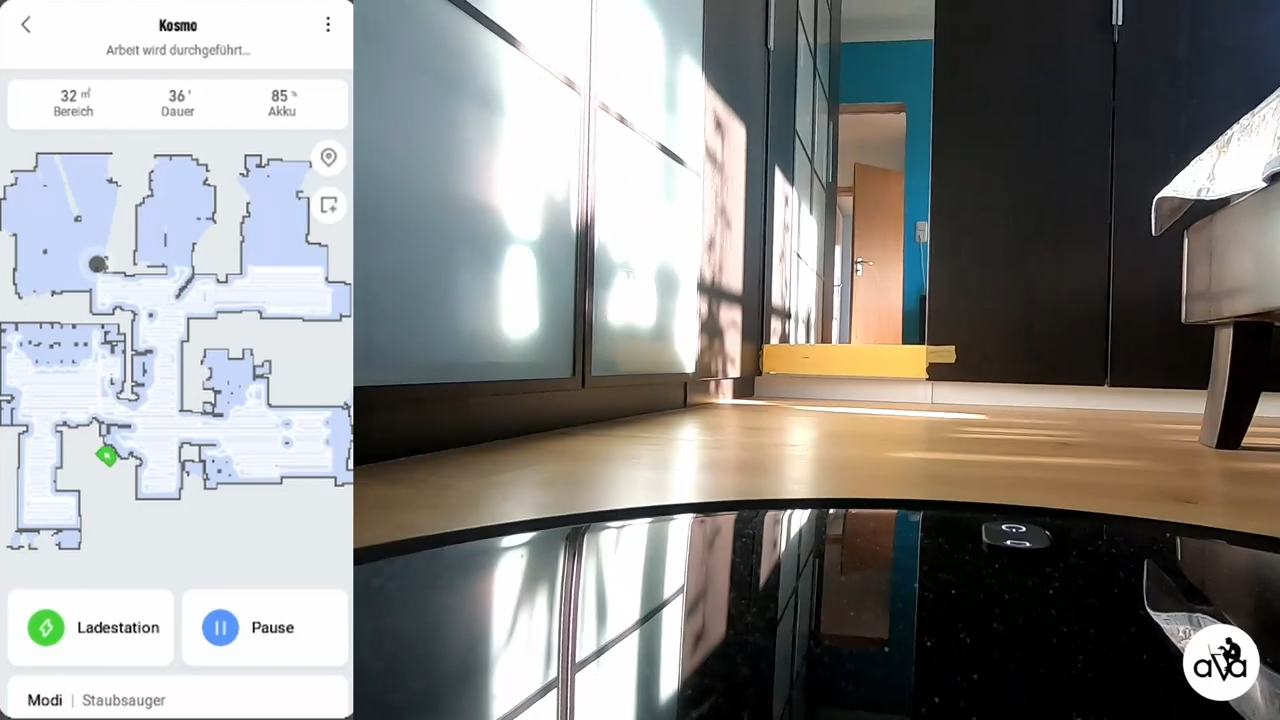 Kosmo
Arbeit wird durchgeführt...
32 m² 36 ' 85 %
Bereich Dauer Akku
Ladestation
Pause
Modi | Staubsauger
ava